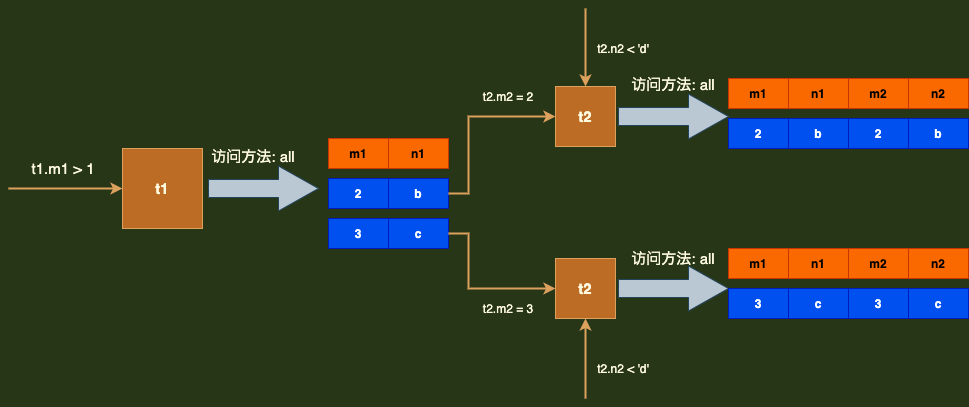 t1.m1 > 1
t1
访问方法: all
m1 n1
2 b
3 c
t2.m2 = 2
t2.n2 < 'd'
t2
访问方法: all
m1 n1 m2 n2
2 b 2 b
t2.m2 = 3
t2
t2.n2 < 'd'
访问方法: all
m1 n1 m2 n2
3 c 3 c